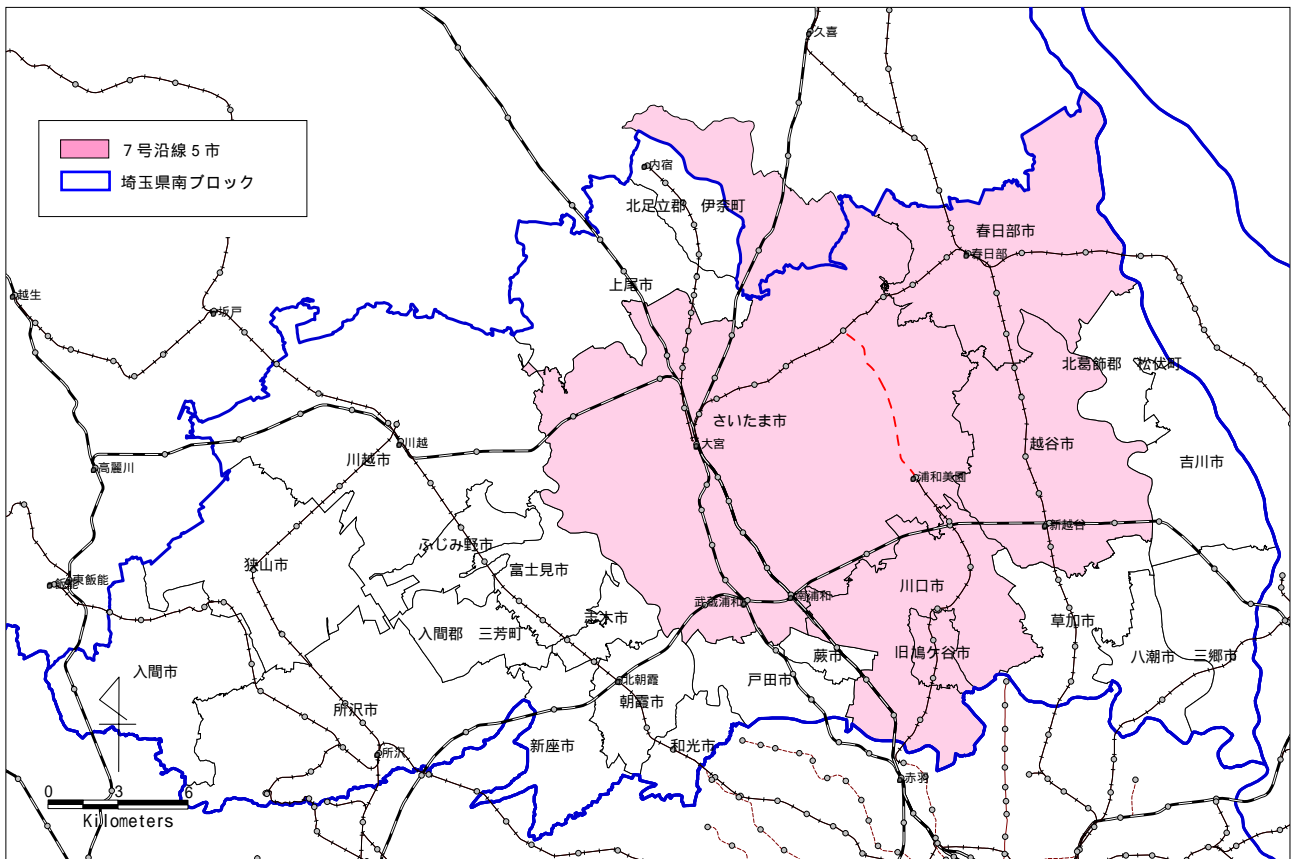 久喜
７号沿線５市
埼玉県南ブロック
内宿
北足立郡　伊奈町
春日部市
春日部
上尾市
越生
坂戸
北葛飾郡　松伏町
さいたま市
大宮
越谷市
川越
川越市
吉川市
高麗川
浦和美園
新越谷
ふじみ野市
狭山市
富士見市
東飯能
飯能
川口市
南浦和
武蔵浦和
志木市
草加市
入間郡　三芳町
旧鳩ケ谷市
蕨市
八潮市
三郷市
入間市
戸田市
北朝霞
朝霞市
所沢市
新座市
和光市
所沢
赤羽
0 3 6
Kilometers